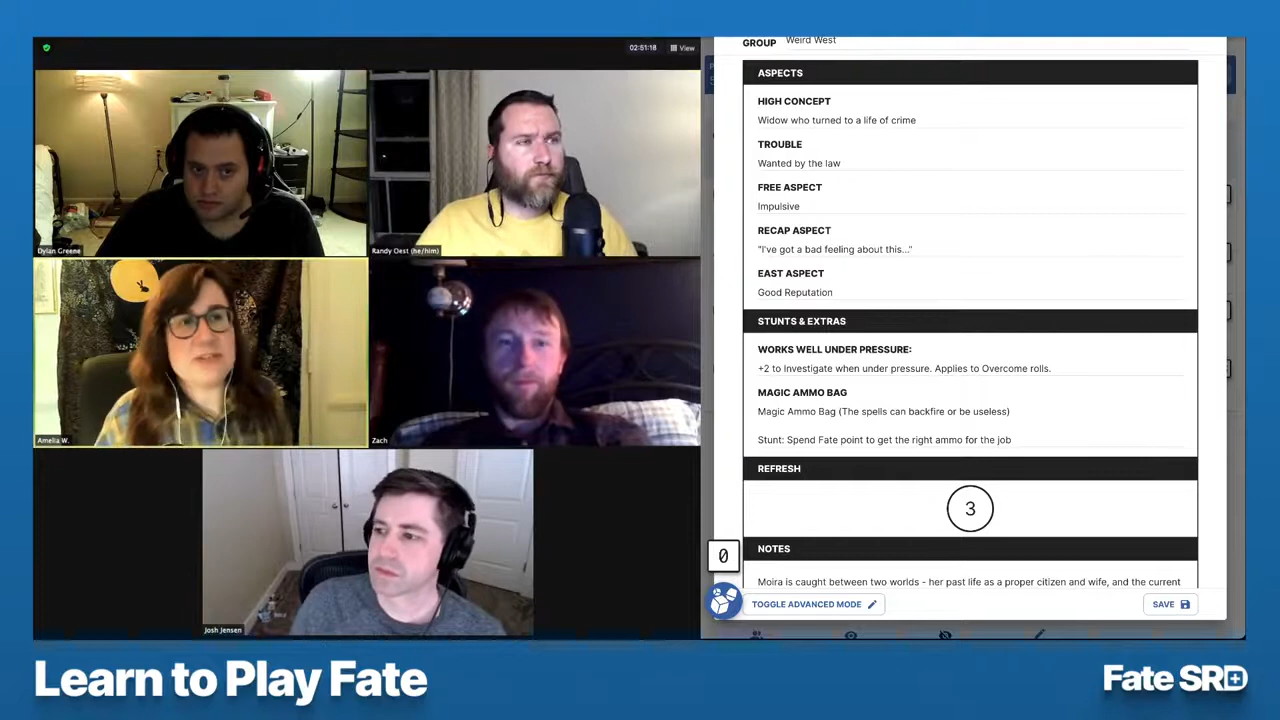 02:51:18
View
Dylan Greene
Randy Oest (he/him)
Amelia W.
Zach
Josh Jensen
GROUP Weird West
ASPECTS
HIGH CONCEPT
Widow who turned to a life of crime
TROUBLE
Wanted by the law
FREE ASPECT
Impulsive
RECAP ASPECT
"I've got a bad feeling about this..."
EAST ASPECT
Good Reputation
STUNTS & EXTRAS
WORKS WELL UNDER PRESSURE:
+2 to Investigate when under pressure. Applies to Overcome rolls.
MAGIC AMMO BAG
Magic Ammo Bag (The spells can backfire or be useless)
Stunt: Spend Fate point to get the right ammo for the job
REFRESH
3
0
NOTES
Moira is caught between two worlds - her past life as a proper citizen and wife, and the current
TOGGLE ADVANCED MODE
SAVE
Learn to Play Fate
Fate SRD